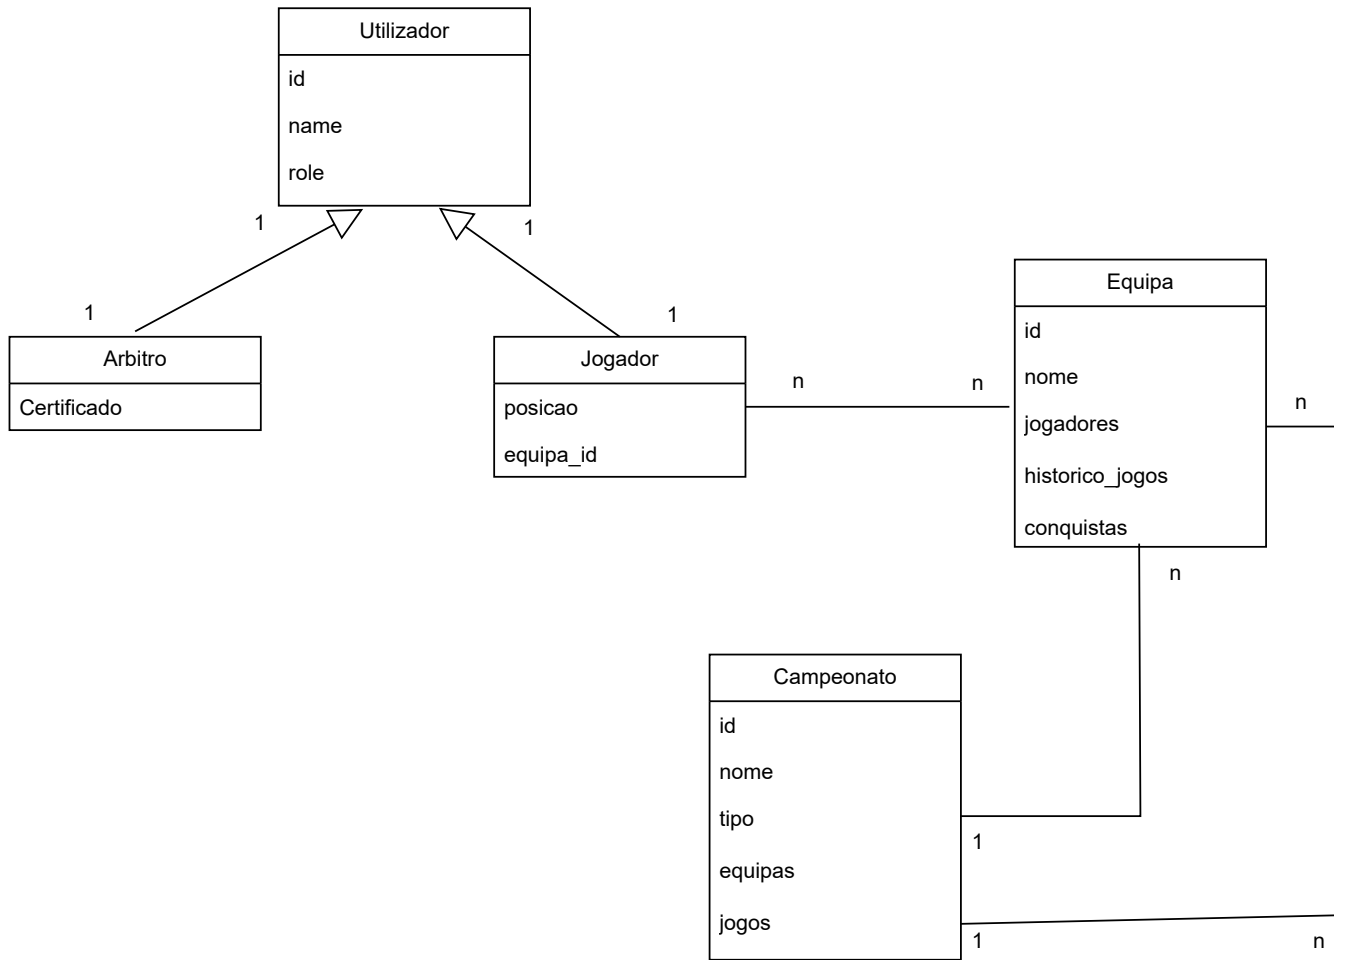 Utilizador
id
name
role
1
1
1
1
Arbitro
Certificado
Jogador
posicao
equipa_id
n
n
Equipa
id
nome
jogadores
historico_jogos
conquistas
n
n
Campeonato
id
nome
tipo
equipas
jogos
1
1
n